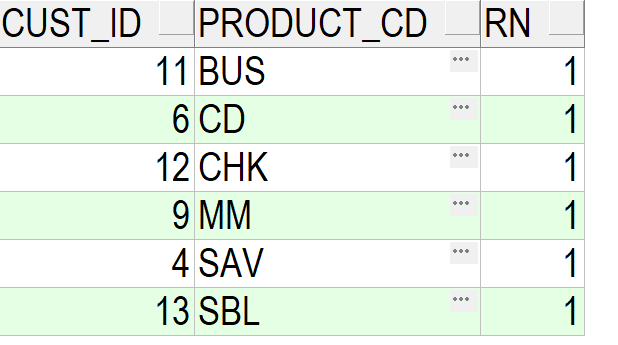 CUST_ID PRODUCT_CD RN
11 BUS ... 1
6 CD ... 1
12 CHK ... 1
9 MM ... 1
4 SAV ... 1
13 SBL ... 1